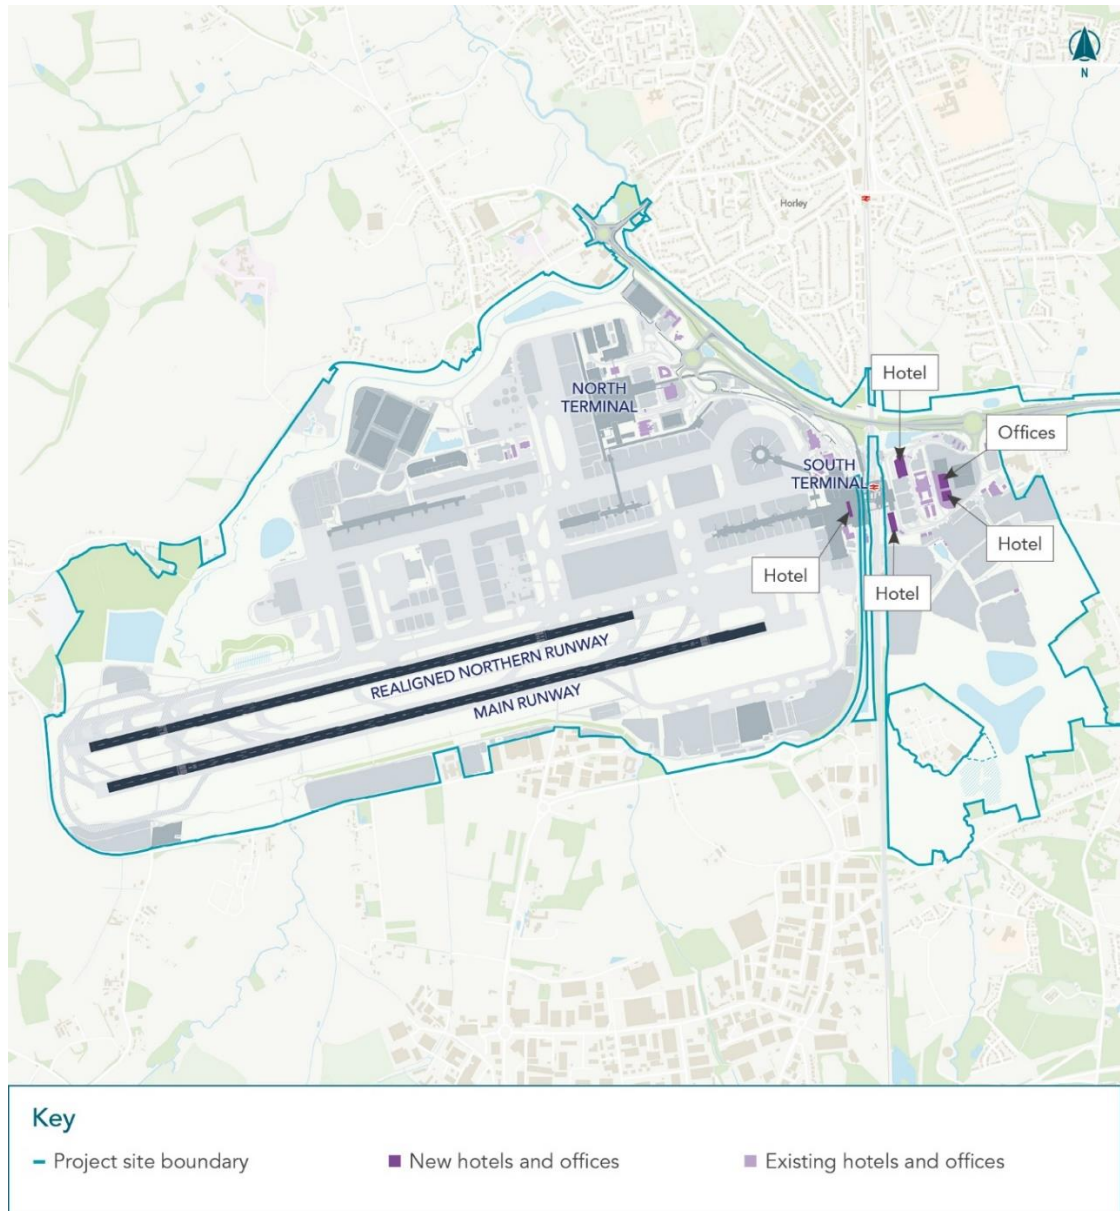 N
Horley
Hotel
NORTH
TERMINAL
Offices
SOUTH
TERMINAL
Hotel
Hotel
Hotel
REALIGNED NORTHERN RUNWAY
MAIN RUNWAY
Key
Project site boundary
New hotels and offices
Existing hotels and offices